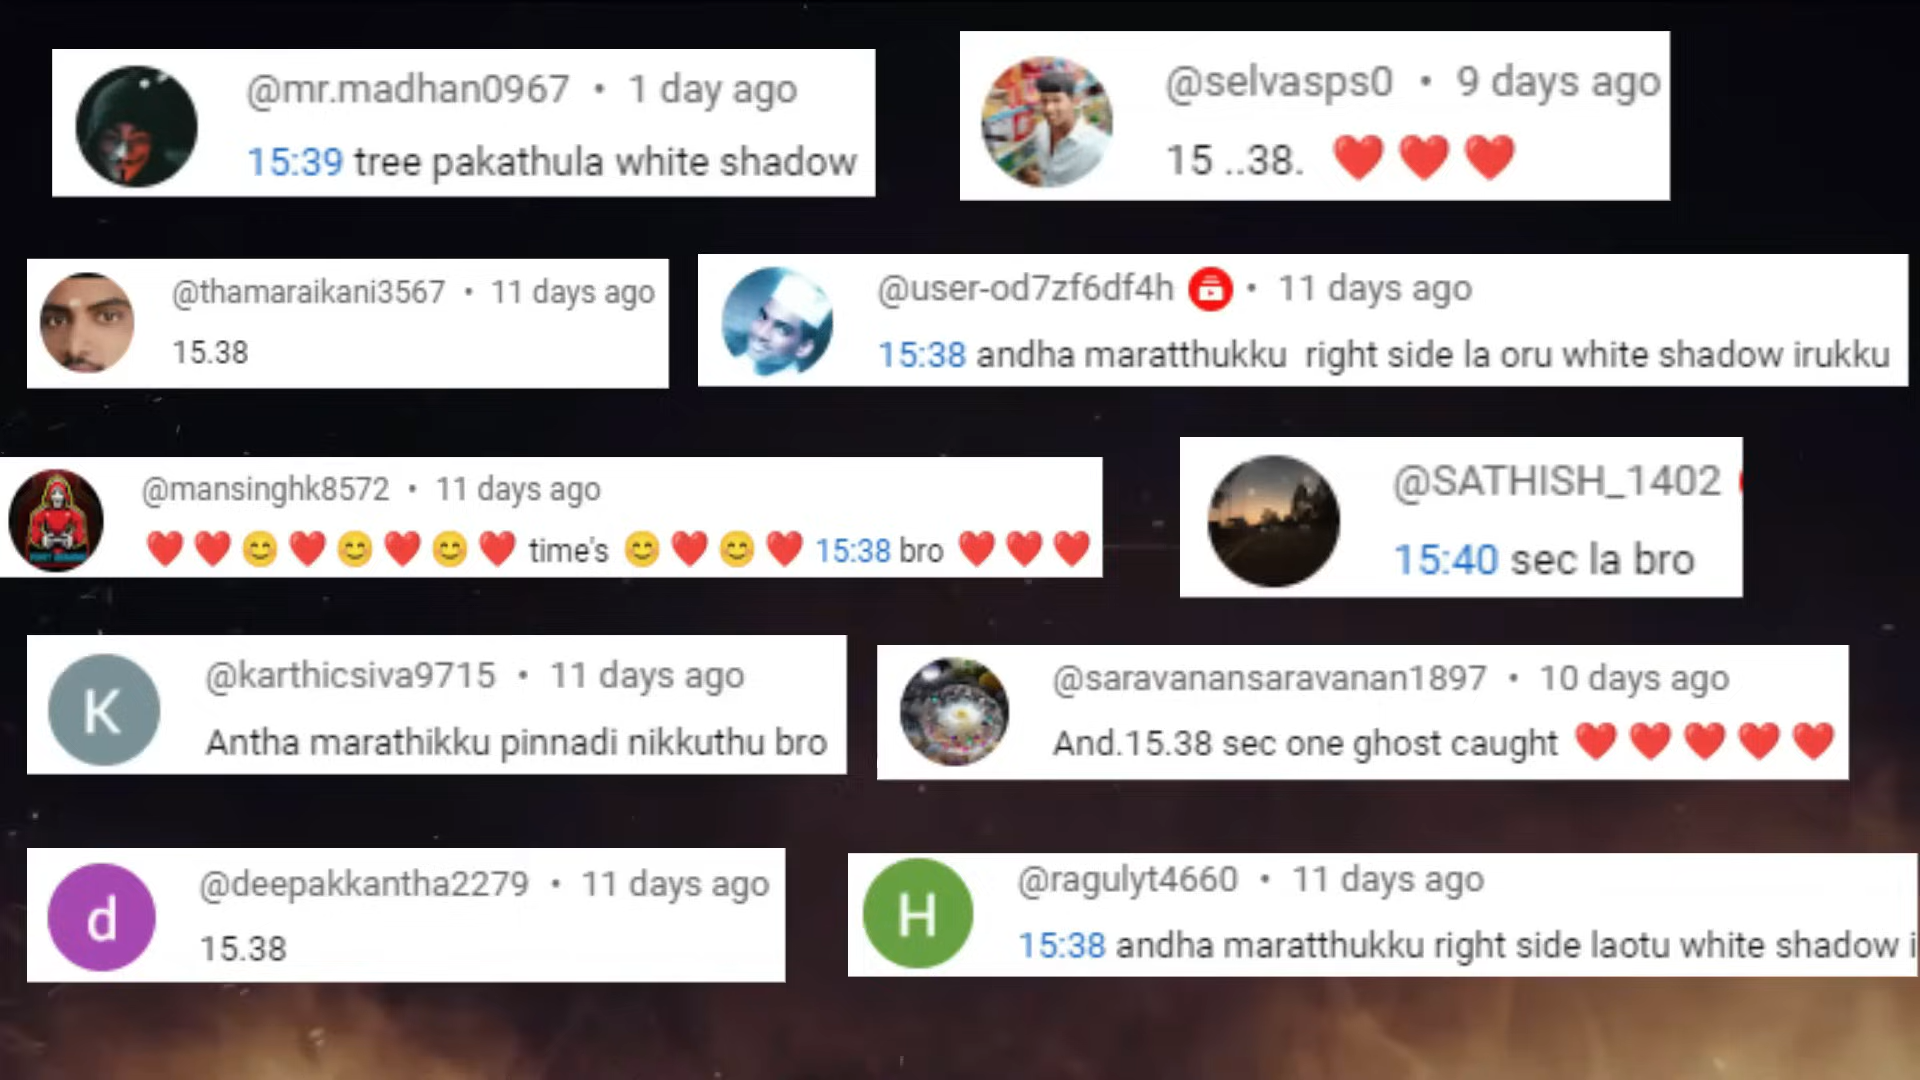 @mr.madhan0967 • 1 day ago
15:39 tree pakathula white shadow
@selvasps0 • 9 days ago
15 ..38. ❤️❤️❤️
@thamaraikani3567 • 11 days ago
15.38
@user-od7zf6df4h • 11 days ago
15:38 andha maratthukku right side la oru white shadow irukku
@mansinghk8572 • 11 days ago
❤️❤️😊❤️😊❤️😊❤️ time's 😊❤️😊❤️ 15:38 bro ❤️❤️❤️
@SATHISH_1402
15:40 sec la bro
@karthicsiva9715 • 11 days ago
Antha marathikku pinnadi nikkuthu bro
@saravanansaravanan1897 • 10 days ago
And.15.38 sec one ghost caught ❤️❤️❤️❤️❤️
@deepakkantha2279 • 11 days ago
15.38
@ragulyt4660 • 11 days ago
15:38 andha maratthukku right side laotu white shadow i
K
d
H